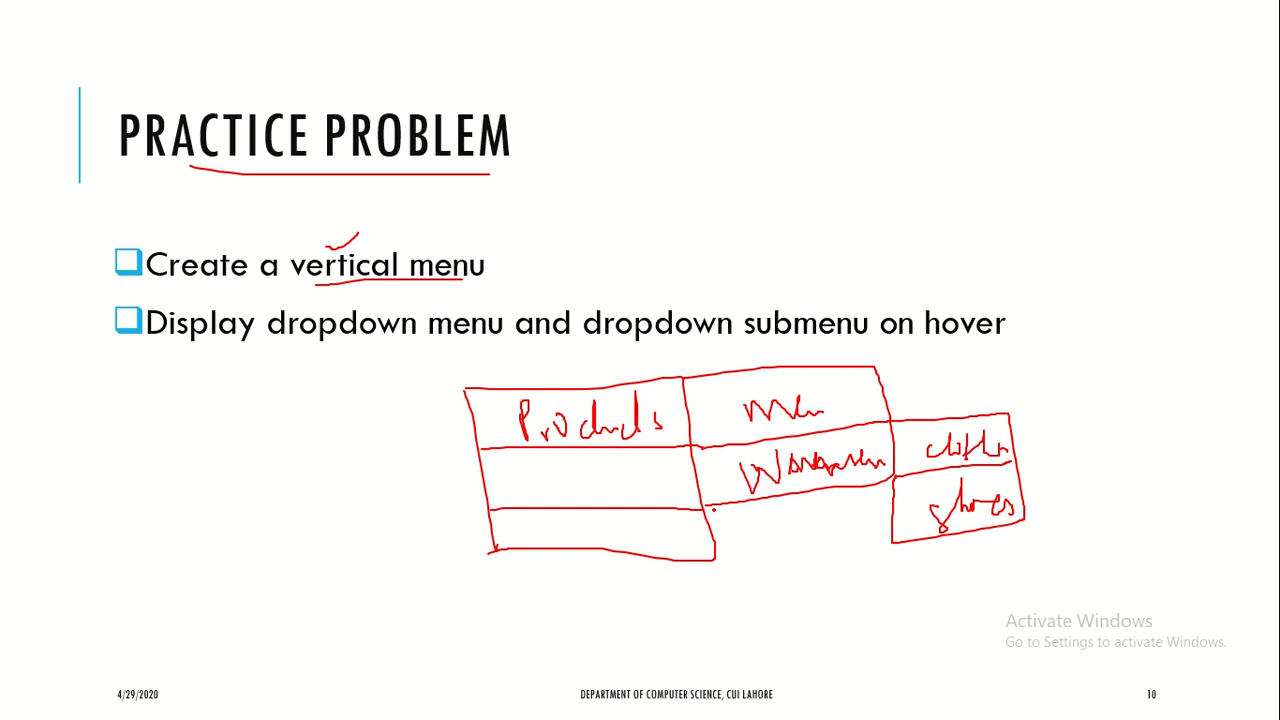 PRACTICE PROBLEM
Create a vertical menu
Display dropdown menu and dropdown submenu on hover
Products Men
Women clothes
shoes
Activate Windows
Go to Settings to activate Windows.
4/29/2020 DEPARTMENT OF COMPUTER SCIENCE, CUI LAHORE 10